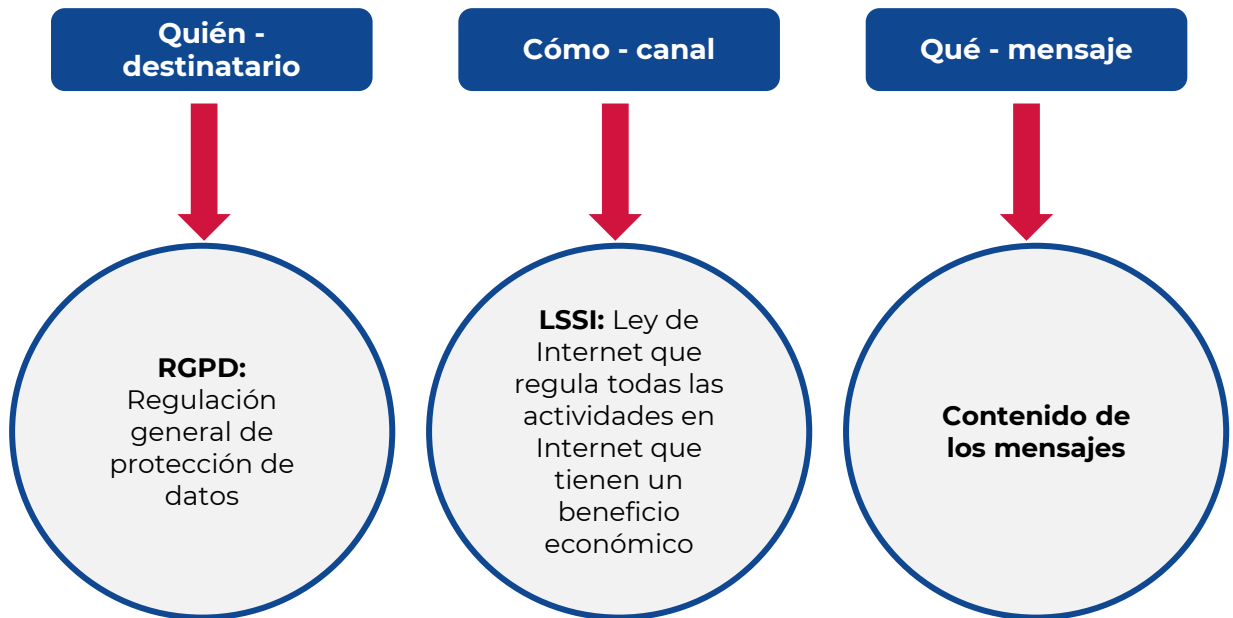 Quién -
destinatario
Cómo - canal
Qué - mensaje
RGPD:
Regulación
general de
protección de
datos
LSSI: Ley de
Internet que
regula todas las
actividades en
Internet que
tienen un
beneficio
económico
Contenido de
los mensajes